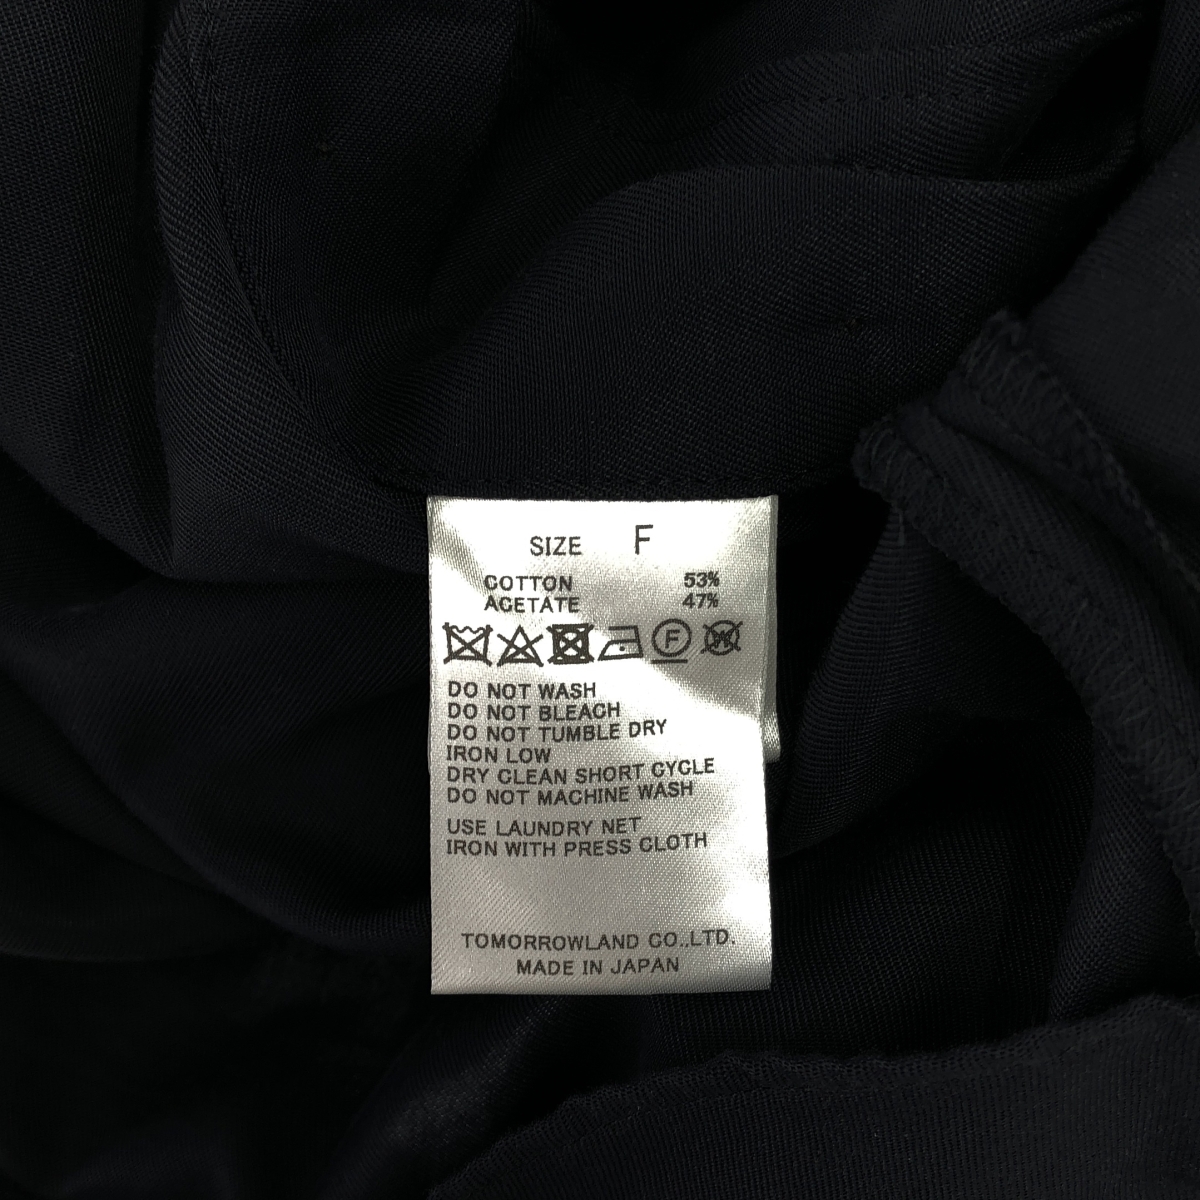 SIZE F
COTTON 53%
ACETATE 47%
F W
DO NOT WASH
DO NOT BLEACH
DO NOT TUMBLE DRY
IRON LOW
DRY CLEAN SHORT CYCLE
DO NOT MACHINE WASH
USE LAUNDRY NET
IRON WITH PRESS CLOTH
TOMORROWLAND CO.,LTD.
MADE IN JAPAN